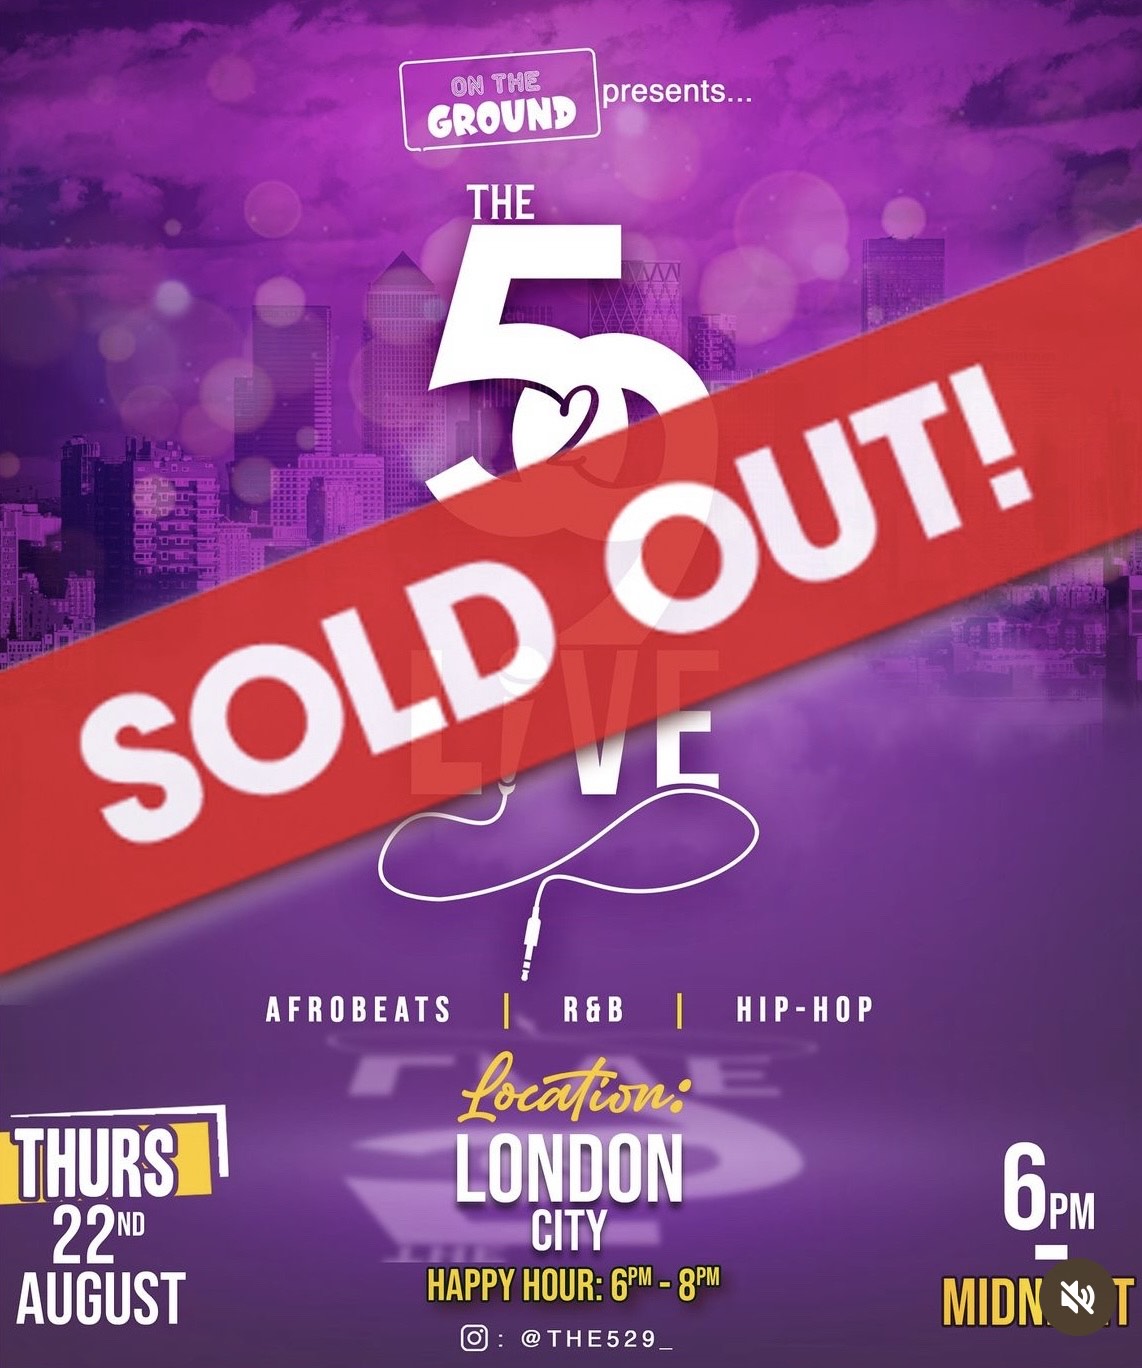 ON THE
GROUND
presents...
THE
59
SOLD OUT!
LiVE
AFROBEATS | R&B | HIP-HOP
Location:
LONDON
CITY
HAPPY HOUR: 6PM - 8PM
@THE529_
THURS
22ND
AUGUST
6PM
-